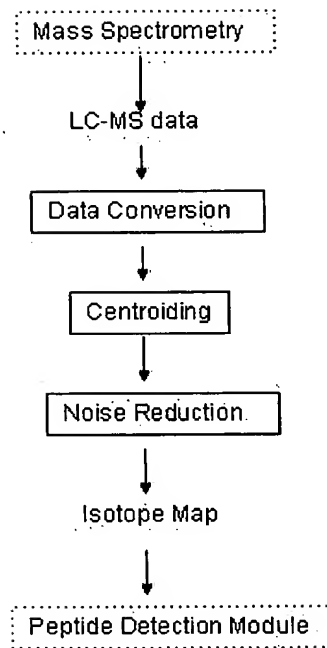 Mass Spectrometry
LC-MS data
Data Conversion
Centroiding
Noise Reduction
Isotope Map
Peptide Detection Module